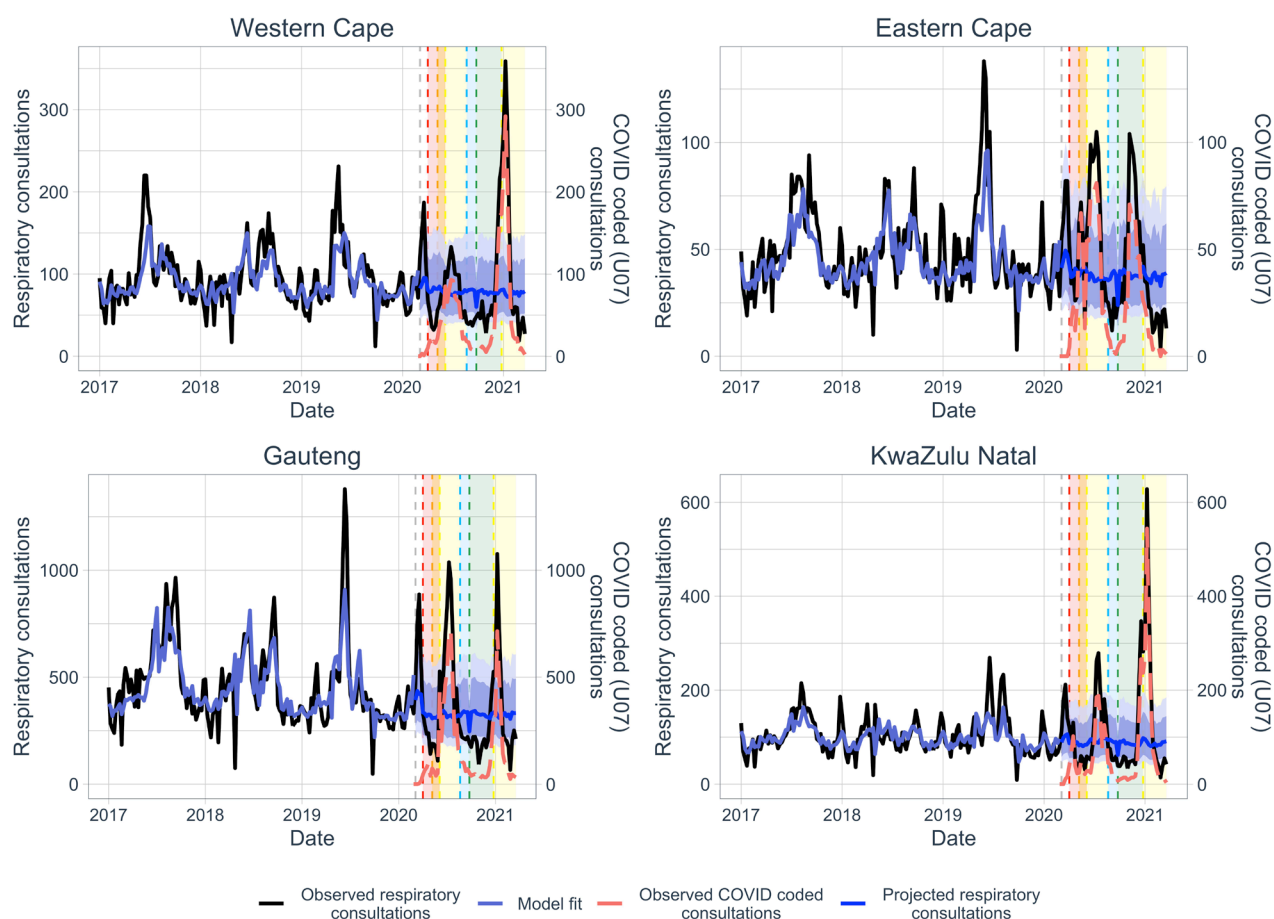 Western Cape
Respiratory consultations
300
200
100
0
300
200
100
0
COVID coded (U07)
consultations
2017 2018 2019 2020 2021
Date
Eastern Cape
Respiratory consultations
100
50
0
100
50
0
COVID coded (U07)
consultations
2017 2018 2019 2020 2021
Date
Gauteng
Respiratory consultations
1000
500
0
1000
500
0
COVID coded (U07)
consultations
2017 2018 2019 2020 2021
Date
KwaZulu Natal
Respiratory consultations
600
400
200
0
600
400
200
0
COVID coded (U07)
consultations
2017 2018 2019 2020 2021
Date
Observed respiratory
consultations
Model fit
Observed COVID coded
consultations
Projected respiratory
consultations